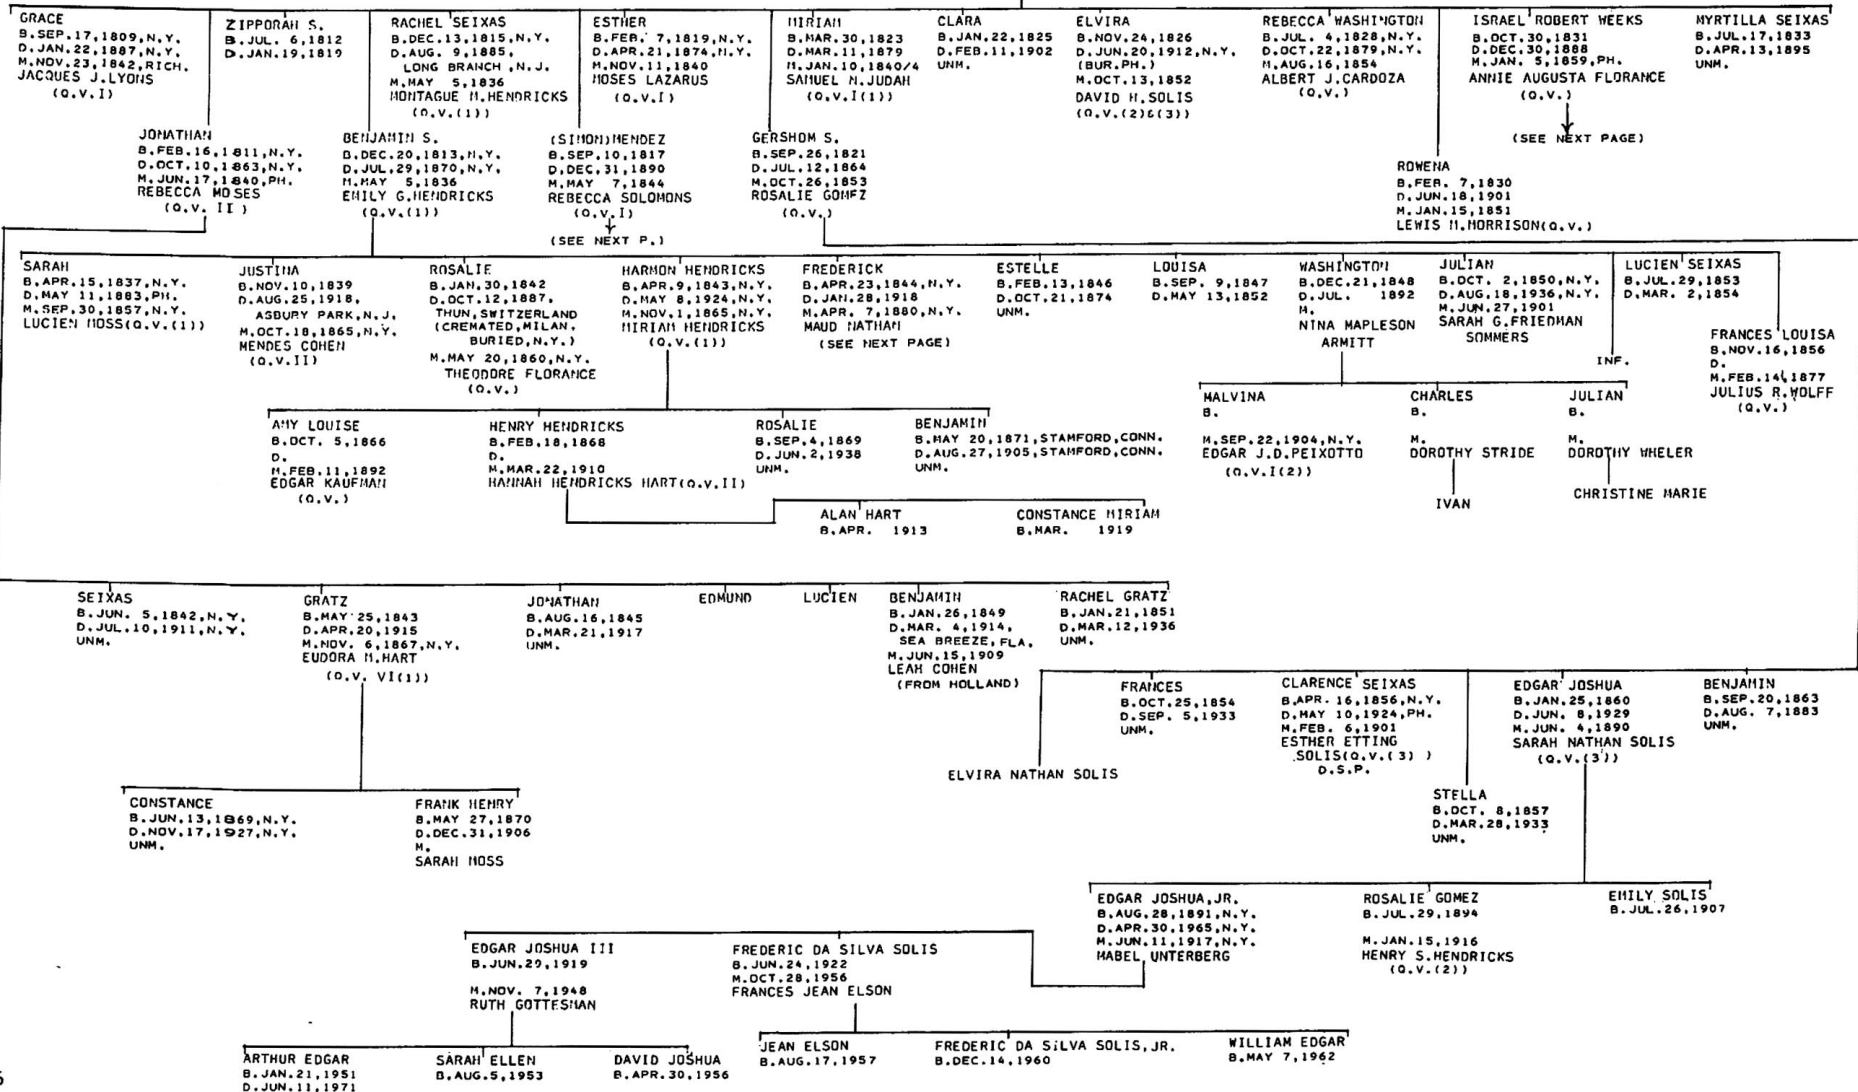 GRACE
B.SEP.17,1809,N.Y.
D.JAN.22,1887,N.Y.
M.NOV.23,1842,RICH.
JACQUES J.LYONS
(Q.V.I)
ZIPPORAH S.
B.JUL. 6,1812
D.JAN.19,1819
RACHEL SEIXAS
B.DEC.13,1815,N.Y.
D.AUG. 9,1885,
LONG BRANCH,N.J.
M.MAY 5,1836
MONTAGUE M.HENDRICKS
(Q.V.(1))
ESTHER
B.FEB. 7,1819,N.Y.
D.APR.21,1874,N.Y.
M.NOV.11,1840
MOSES LAZARUS
(Q.V.I)
MIRIAM
B.MAR.30,1823
D.MAR.11,1879
M.JAN.10,1840/4
SAMUEL N.JUDAH
(Q.V.I(1))
CLARA
B.JAN.22,1825
D.FEB.11,1902
UNM.
ELVIRA
B.NOV.24,1826
D.JUN.20,1912,N.Y.
(BUR.PH.)
M.OCT.13,1852
DAVID H.SOLIS
(Q.V.(2)&(3))
REBECCA WASHINGTON
B.JUL. 4,1828,N.Y.
D.OCT.22,1879,N.Y.
M.AUG.16,1854
ALBERT J.CARDOZA
(Q.V.)
ISRAEL ROBERT WEEKS
B.OCT.30,1831
D.DEC.30,1888
M.JAN. 5,1859,PH.
ANNIE AUGUSTA FLORANCE
(Q.V.)
(SEE NEXT PAGE)
MYRTILLA SEIXAS
B.JUL.17,1833
D.APR.13,1895
UNM.
JONATHAN
B.FEB.16,1811,N.Y.
D.OCT.10,1863,N.Y.
M.JUN.17,1840,PH.
REBECCA MOSES
(Q.V. II)
BENJAMIN S.
B.DEC.20,1813,N.Y.
D.JUL.29,1870,N.Y.
M.MAY 5,1836
EMILY G.HENDRICKS
(Q.V.(1))
(SIMON)MENDEZ
B.SEP.10,1817
D.DEC.31,1890
M.MAY 7,1844
REBECCA SOLOMONS
(Q.V.I)
(SEE NEXT P.)
GERSHOM S.
B.SEP.26,1821
D.JUL.12,1864
M.OCT.26,1853
ROSALIE GOMEZ
(Q.V.)
ROWENA
B.FEB. 7,1830
D.JUN.18,1901
M.JAN.15,1851
LEWIS M.MORRISON(Q.V.)
SARAH
B.APR.15,1837,N.Y.
D.MAY 11,1883,PH.
M.SEP.30,1857,N.Y.
LUCIEN MOSS(Q.V.(1))
JUSTINA
B.NOV.10,1839
D.AUG.25,1918,
ASBURY PARK,N.J.
M.OCT.18,1865,N.Y.
MENDES COHEN
(Q.V.II)
ROSALIE
B.JAN.30,1842
D.OCT.12,1887,
THUN,SWITZERLAND
(CREMATED,MILAN.
BURIED,N.Y.)
M.MAY 20,1860,N.Y.
THEODORE FLORANCE
(Q.V.)
HARMON HENDRICKS
B.APR.9,1843,N.Y.
D.MAY 8,1924,N.Y.
M.NOV.1,1865,N.Y.
MIRIAM HENDRICKS
(Q.V.(1))
FREDERICK
B.APR.23,1844,N.Y.
D.JAN.28,1918
M.APR. 7,1880,N.Y.
MAUD NATHAN
(SEE NEXT PAGE)
ESTELLE
B.FEB.13,1846
D.OCT.21,1874
UNM.
LOUISA
B.SEP. 9,1847
D.MAY 13,1852
WASHINGTON
B.DEC.21,1848
D.JUL. 1892
M.
NINA MAPLESON
ARMITT
JULIAN
B.OCT. 2,1850,N.Y.
D.AUG.18,1936,N.Y.
M.JUN.27,1901
SARAH G.FRIEDMAN
SOMMERS
INF.
LUCIEN SEIXAS
B.JUL.29,1853
D.MAR. 2,1854
FRANCES LOUISA
B.NOV.16,1856
D.
M.FEB.14,1877
JULIUS R.WOLFF
(Q.V.)
AMY LOUISE
B.OCT. 5,1866
D.
M.FEB.11,1892
EDGAR KAUFMAN
(Q.V.)
HENRY HENDRICKS
B.FEB.18,1868
D.
M.MAR.22,1910
HANNAH HENDRICKS HART(Q.V.II)
ROSALIE
B.SEP.4,1869
D.JUN.2,1938
UNM.
BENJAMIN
B.MAY 20,1871,STAMFORD,CONN.
D.AUG.27,1905,STAMFORD,CONN.
UNM.
MALVINA
B.
M.SEP.22,1904,N.Y.
EDGAR J.D.PEIXOTTO
(Q.V.I(2))
CHARLES
B.
M.
DOROTHY STRIDE
IVAN
JULIAN
B.
M.
DOROTHY WHELER
CHRISTINE MARIE
ALAN HART
B.APR. 1913
CONSTANCE MIRIAM
B.MAR. 1919
SEIXAS
B.JUN. 5,1842,N.Y.
D.JUL.10,1911,N.Y.
UNM.
GRATZ
B.MAY 25,1843
D.APR.20,1915
M.NOV. 6,1867,N.Y.
EUDORA M.HART
(Q.V. VI(1))
JONATHAN
B.AUG.16,1845
D.MAR.21,1917
UNM.
EDMUND
LUCIEN
BENJAMIN
B.JAN.26,1849
D.MAR. 4,1914,
SEA BREEZE,FLA.
M.JUN.15,1909
LEAH COHEN
(FROM HOLLAND)
RACHEL GRATZ
B.JAN.21,1851
D.MAR.12,1936
UNM.
ELVIRA NATHAN SOLIS
FRANCES
B.OCT.25,1854
D.SEP. 5,1933
UNM.
CLARENCE SEIXAS
B.APR.16,1856,N.Y.
D.MAY 10,1924,PH.
M.FEB. 6,1901
ESTHER ETTING
SOLIS(Q.V.(3) )
D.S.P.
STELLA
B.OCT. 8,1857
D.MAR.28,1933
UNM.
EDGAR JOSHUA
B.JAN.25,1860
D.JUN. 8,1929
M.JUN. 4,1890
SARAH NATHAN SOLIS
(Q.V.(3))
BENJAMIN
B.SEP.20,1863
D.AUG. 7,1883
UNM.
CONSTANCE
B.JUN.13,1869,N.Y.
D.NOV.17,1927,N.Y.
UNM.
FRANK HENRY
B.MAY 27,1870
D.DEC.31,1906
M.
SARAH MOSS
EDGAR JOSHUA,JR.
B.AUG.28,1891,N.Y.
D.APR.30,1965,N.Y.
M.JUN.11,1917,N.Y.
MABEL UNTERBERG
ROSALIE GOMEZ
B.JUL.29,1894
M.JAN.15,1916
HENRY S.HENDRICKS
(Q.V.(2))
EMILY SOLIS
B.JUL.26,1907
EDGAR JOSHUA III
B.JUN.29,1919
M.NOV. 7,1948
RUTH GOTTESMAN
FREDERIC DA SILVA SOLIS
B.JUN.24,1922
M.OCT.28,1956
FRANCES JEAN ELSON
ARTHUR EDGAR
B.JAN.21,1951
D.JUN.11,1971
SARAH ELLEN
B.AUG.5,1953
DAVID JOSHUA
B.APR.30,1956
JEAN ELSON
B.AUG.17,1957
FREDERIC DA SILVA SOLIS,JR.
B.DEC.14,1960
WILLIAM EDGAR
B.MAY 7,1962